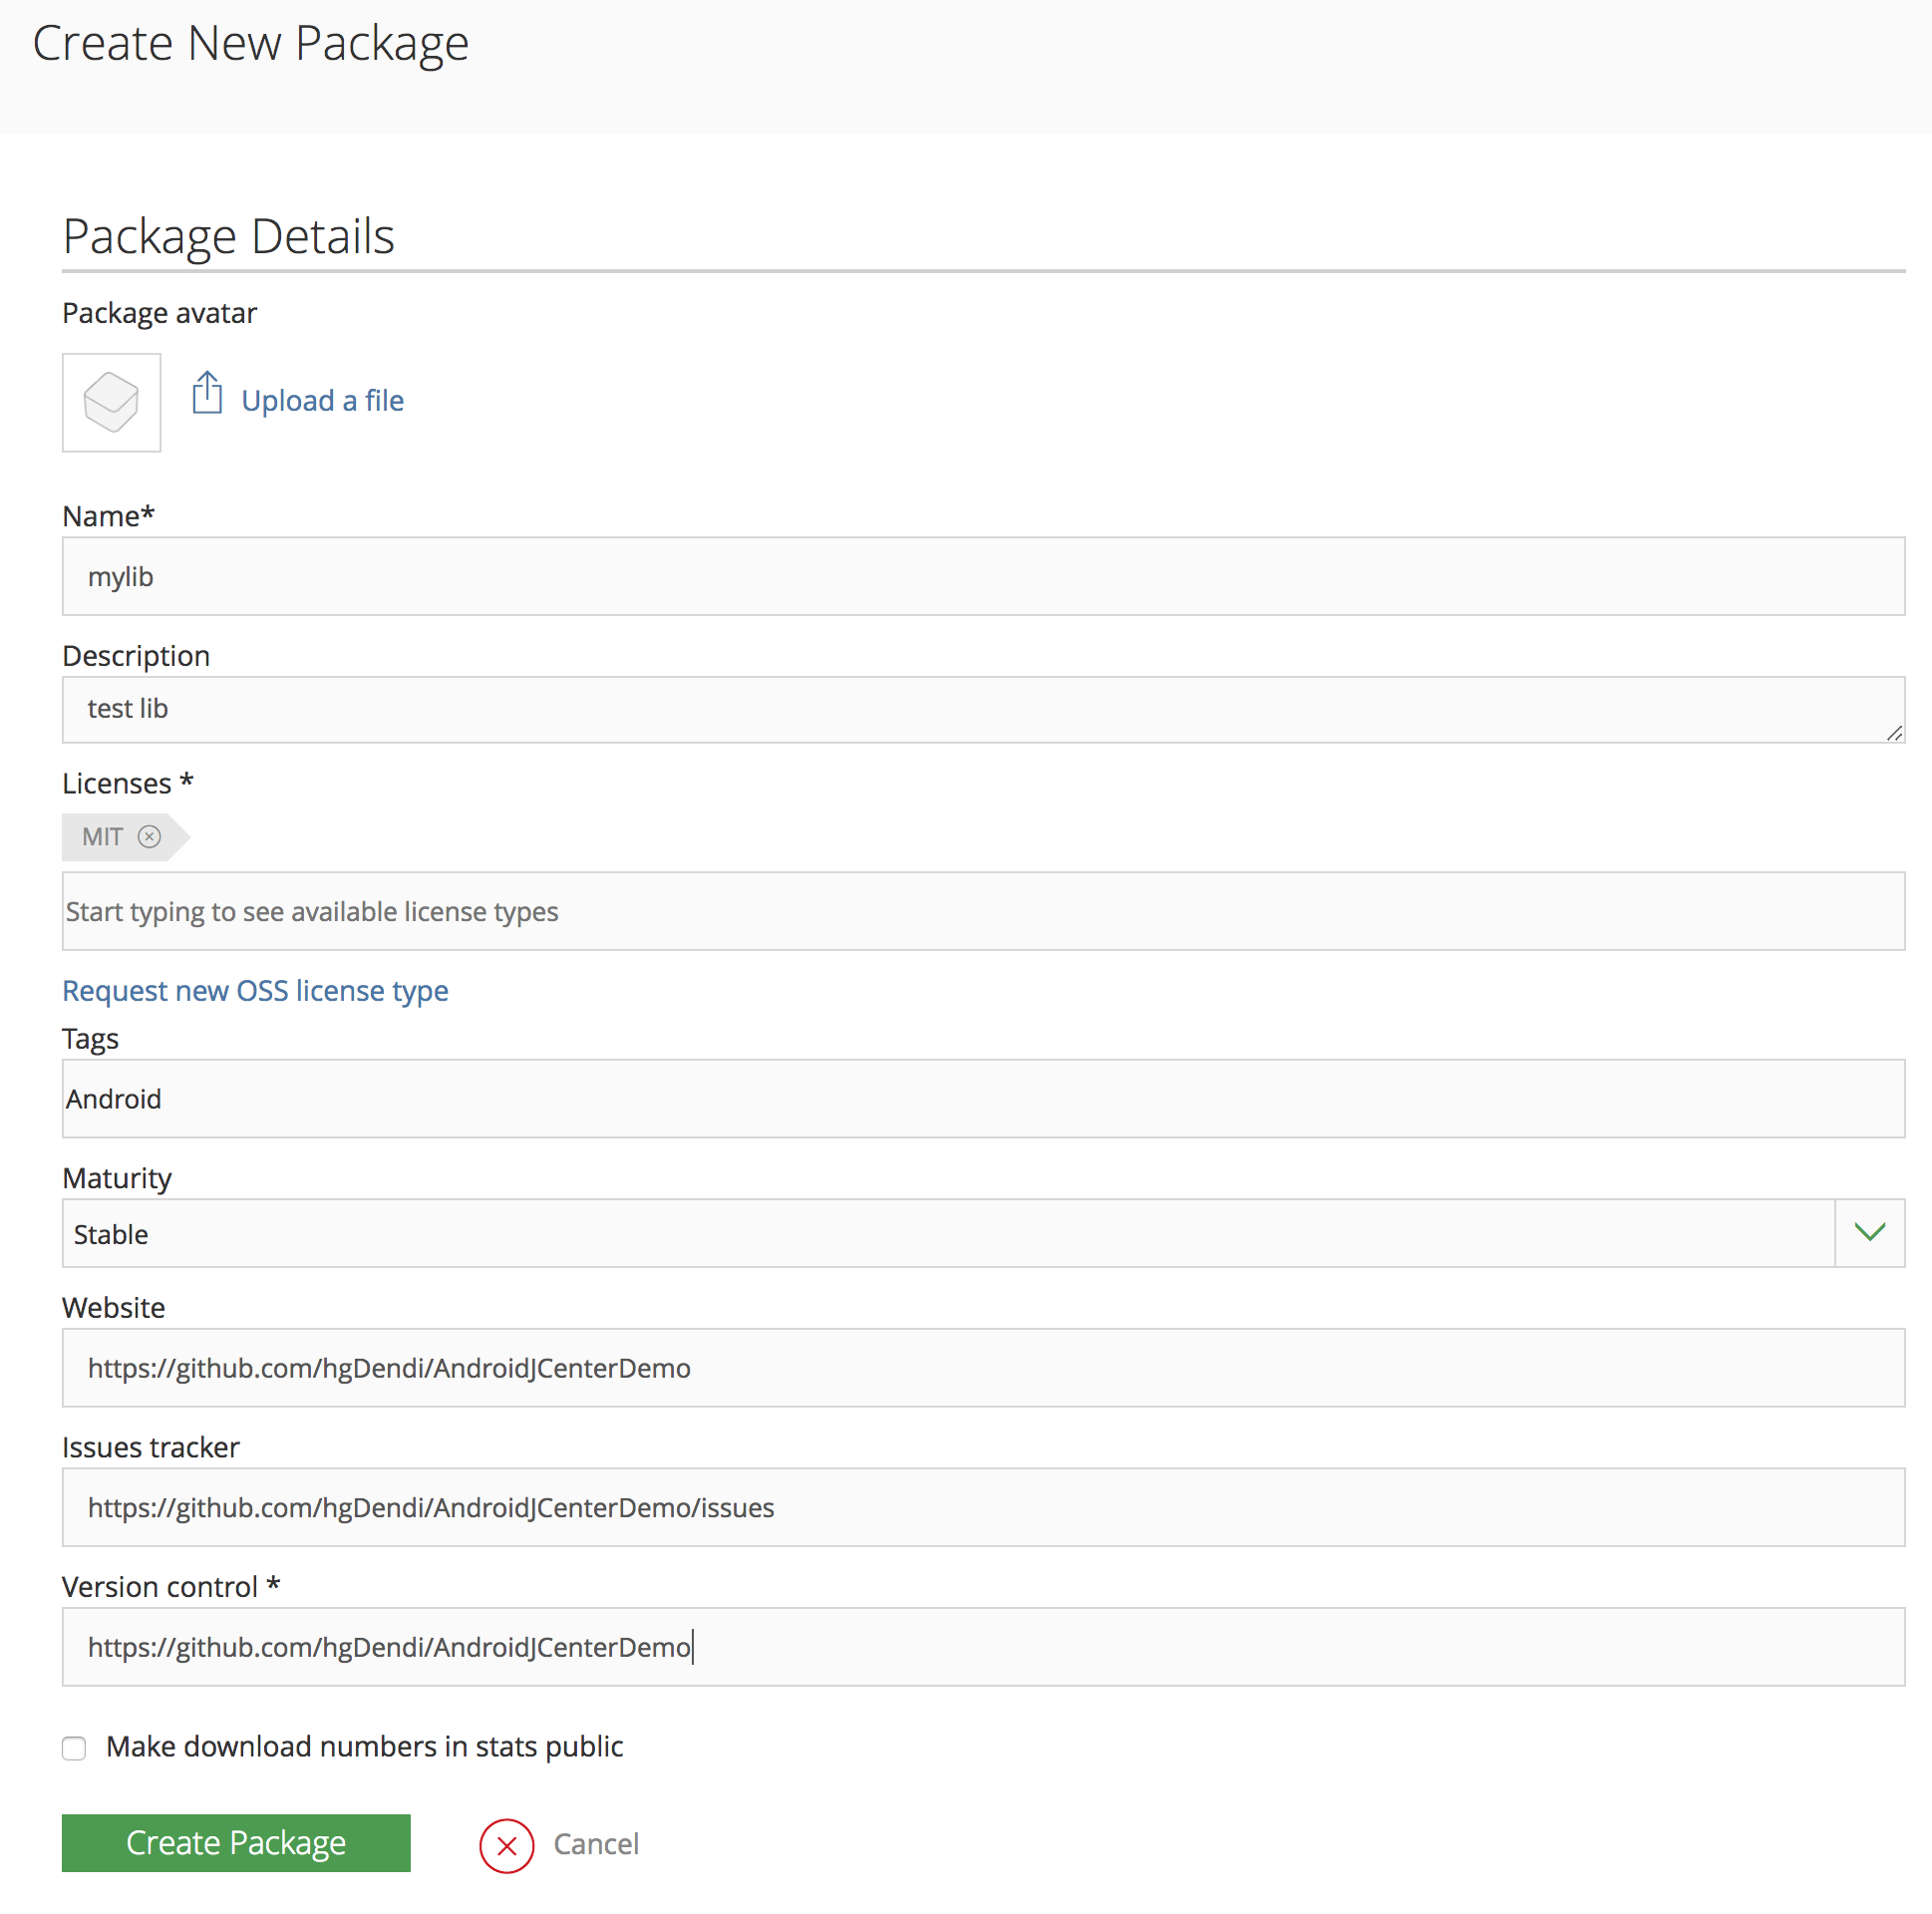 Create New Package
Package Details
Package avatar
Upload a file
Name*
mylib
Description
test lib
Licenses *
MIT
Start typing to see available license types
Request new OSS license type
Tags
Android
Maturity
Stable
Website
https://github.com/hgDendi/AndroidJCenterDemo
Issues tracker
https://github.com/hgDendi/AndroidJCenterDemo/issues
Version control *
https://github.com/hgDendi/AndroidJCenterDemo
Make download numbers in stats public
Create Package
Cancel